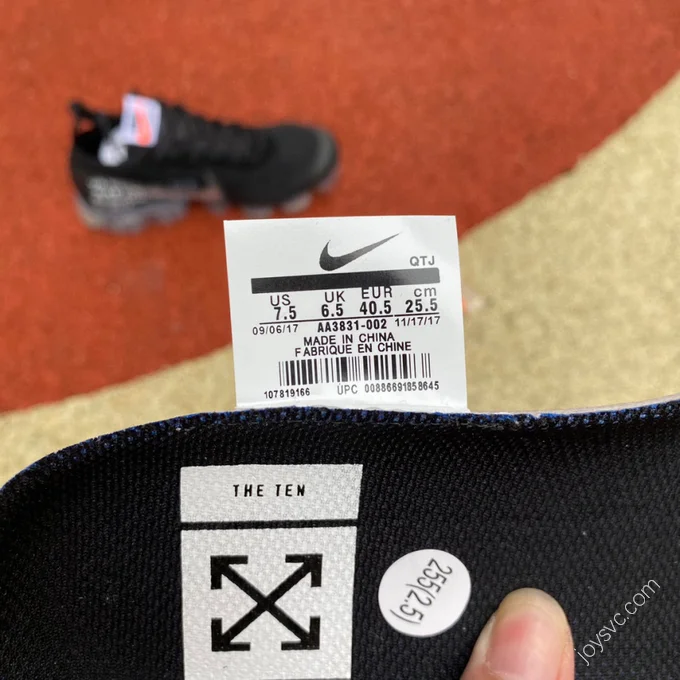 QTJ
US UK EUR cm
7.5 6.5 40.5 25.5
09/06/17 AA3831-002 11/17/17
MADE IN CHINA
FABRIQUE EN CHINE
107819166 UPC 00886691858645
THE TEN
255(2.5)
joysvc.com